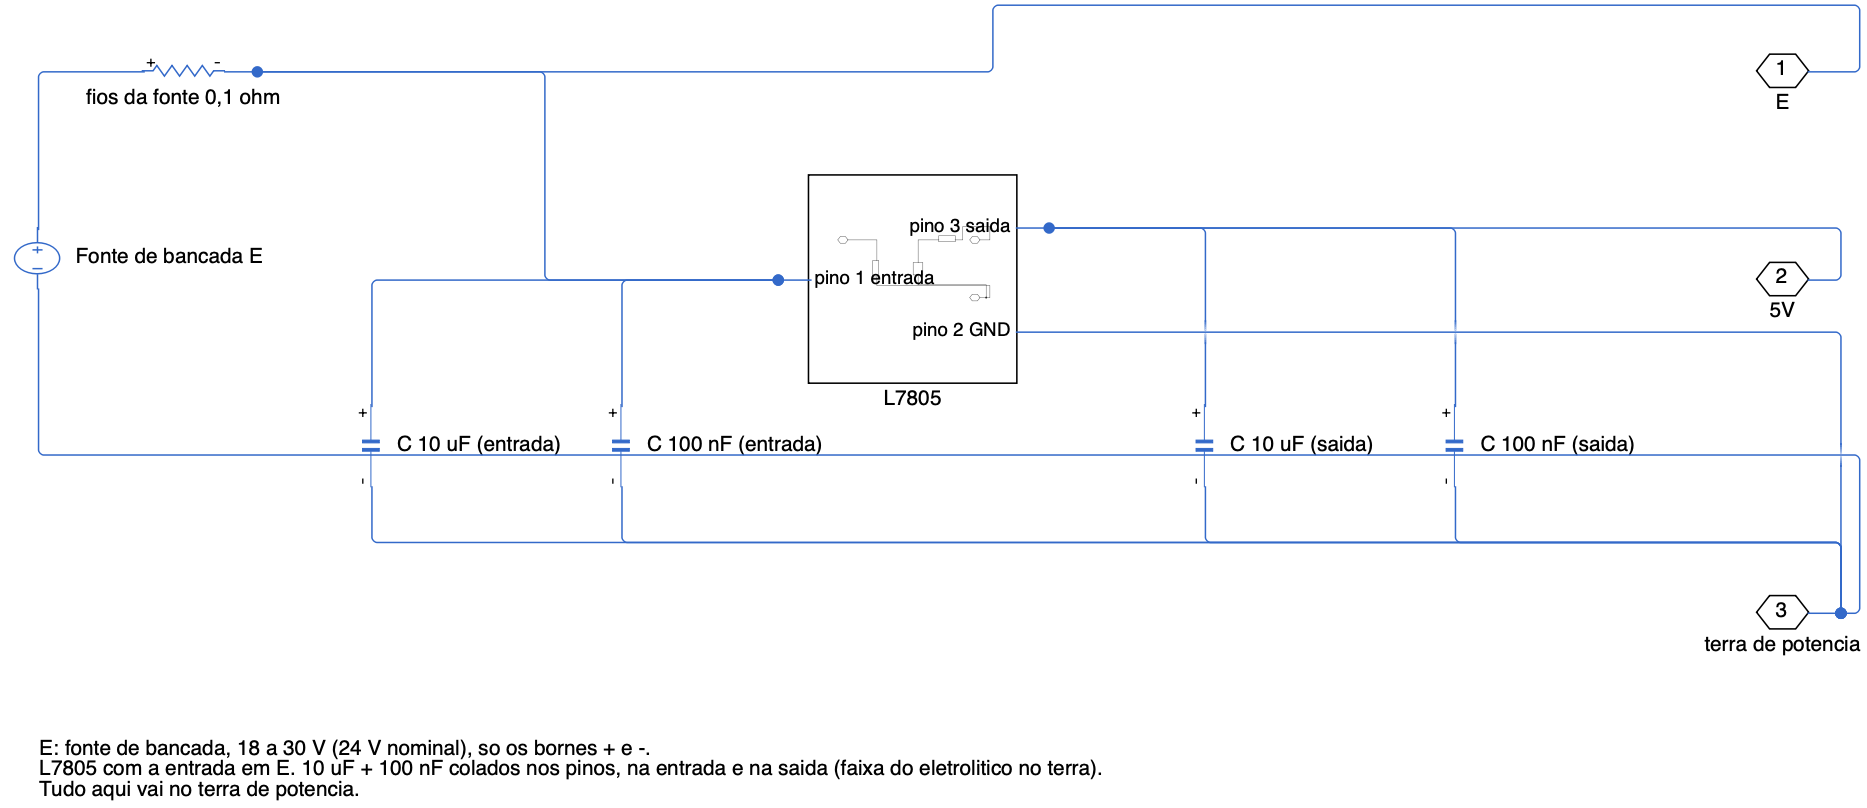 + -
fios da fonte 0,1 ohm
1
E
Fonte de bancada E
+
−
pino 3 saida
pino 1 entrada
pino 2 GND
L7805
2
5V
+ + + +
C 10 uF (entrada) C 100 nF (entrada) C 10 uF (saida) C 100 nF (saida)
- - - -
3
terra de potencia
E: fonte de bancada, 18 a 30 V (24 V nominal), so os bornes + e -.
L7805 com a entrada em E. 10 uF + 100 nF colados nos pinos, na entrada e na saida (faixa do eletrolitico no terra).
Tudo aqui vai no terra de potencia.